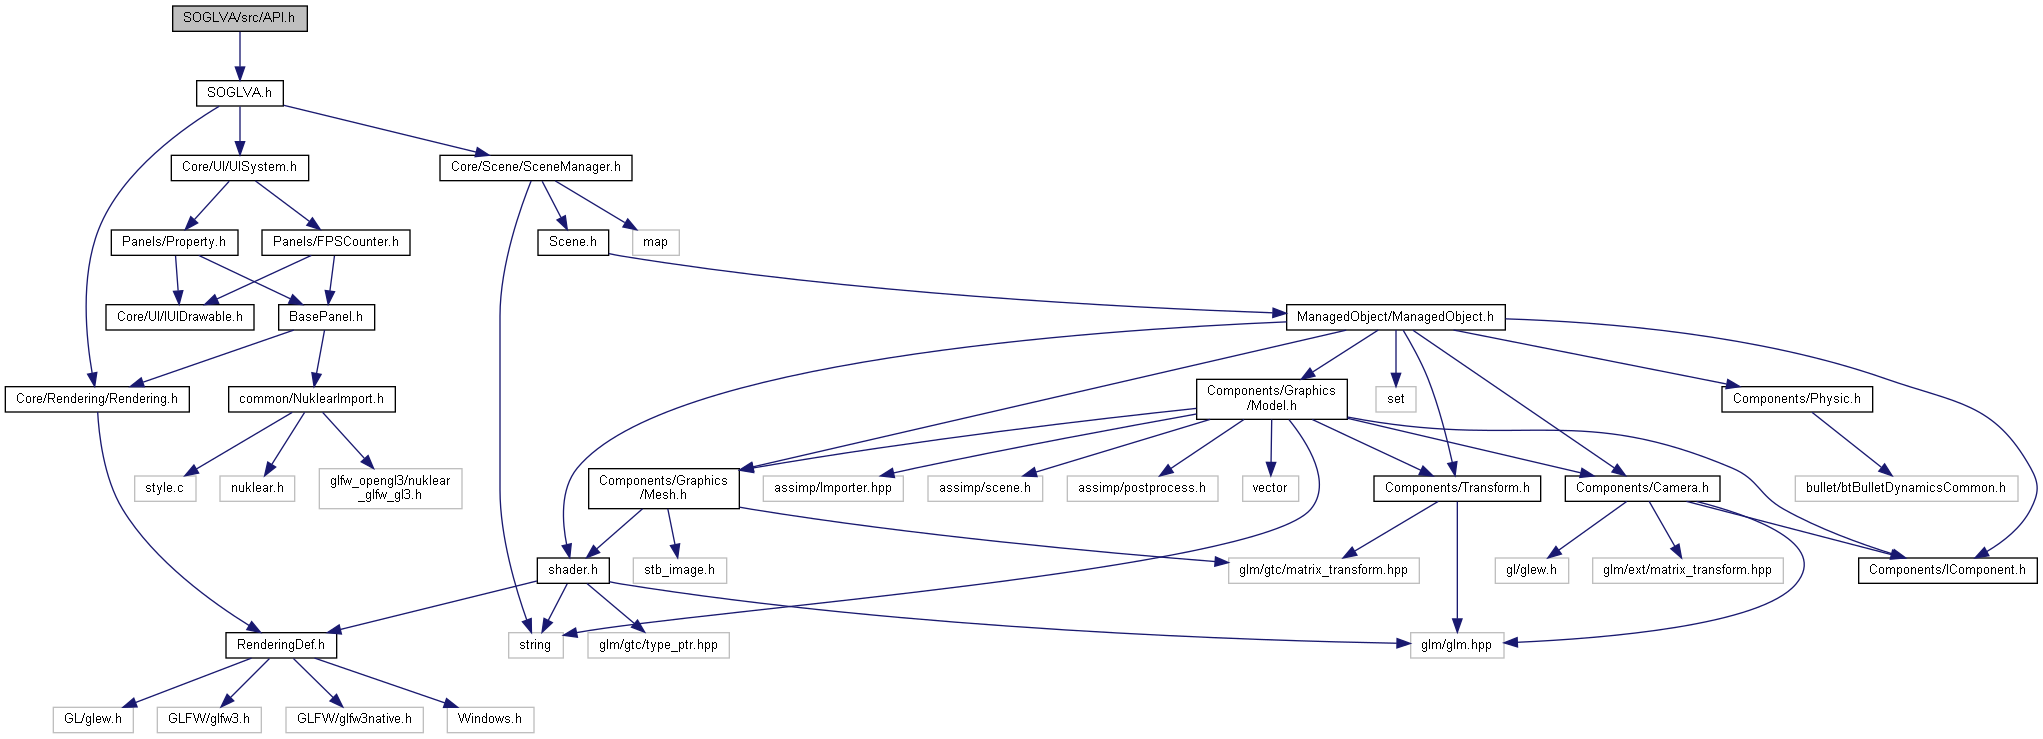 SOGLVA/src/API.h
SOGLVA.h
Core/UI/UISystem.h
Core/Scene/SceneManager.h
Panels/Property.h
Panels/FPSCounter.h
Scene.h
map
Core/UI/IUIDrawable.h
BasePanel.h
ManagedObject/ManagedObject.h
Core/Rendering/Rendering.h
common/NuklearImport.h
Components/Graphics
/Model.h
set
Components/Physic.h
style.c
nuklear.h
glfw_opengl3/nuklear
_glfw_gl3.h
Components/Graphics
/Mesh.h
assimp/Importer.hpp
assimp/scene.h
assimp/postprocess.h
vector
Components/Transform.h
Components/Camera.h
bullet/btBulletDynamicsCommon.h
shader.h
stb_image.h
glm/gtc/matrix_transform.hpp
gl/glew.h
glm/ext/matrix_transform.hpp
Components/IComponent.h
RenderingDef.h
string
glm/gtc/type_ptr.hpp
glm/glm.hpp
GL/glew.h
GLFW/glfw3.h
GLFW/glfw3native.h
Windows.h